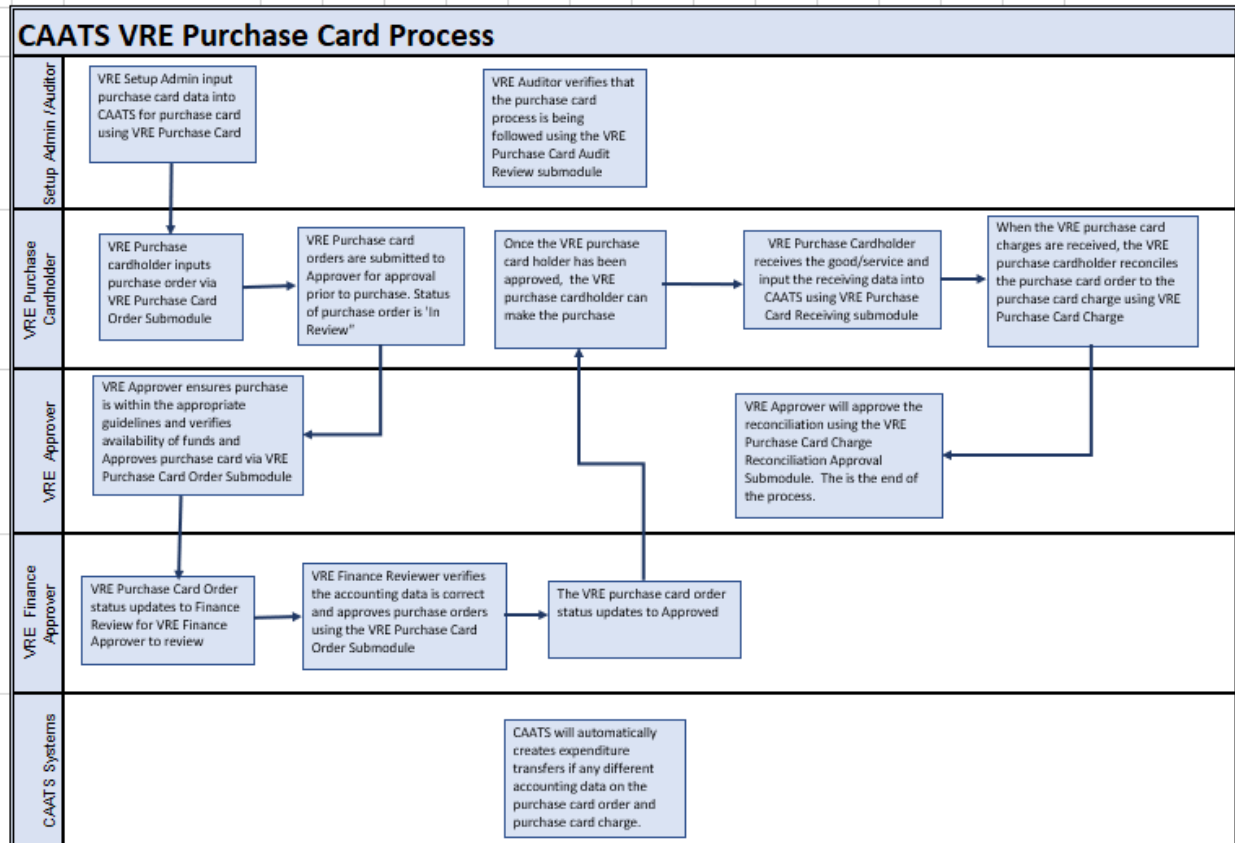 CAATS VRE Purchase Card Process
Setup Admin /Auditor
VRE Setup Admin input
purchase card data into
CAATS for purchase card
using VRE Purchase Card
VRE Auditor verifies that
the purchase card
process is being
followed using the VRE
Purchase Card Audit
Review submodule
VRE Purchase
Cardholder
VRE Purchase
cardholder inputs
purchase order via
VRE Purchase Card
Order Submodule
VRE Purchase card
orders are submitted to
Approver for approval
prior to purchase. Status
of purchase order is 'In
Review"
Once the VRE purchase
card holder has been
approved, the VRE
purchase cardholder can
make the purchase
VRE Purchase Cardholder
receives the good/service and
input the receiving data into
CAATS using VRE Purchase
Card Receiving submodule
When the VRE purchase card
charges are received, the VRE
purchase cardholder reconciles
the purchase card order to the
purchase card charge using VRE
Purchase Card Charge
VRE Approver
VRE Approver ensures purchase
is within the appropriate
guidelines and verifies
availability of funds and
Approves purchase card via VRE
Purchase Card Order Submodule
VRE Approver will approve the
reconciliation using the VRE
Purchase Card Charge
Reconciliation Approval
Submodule. The is the end of
the process.
VRE Finance
Approver
VRE Purchase Card Order
status updates to Finance
Review for VRE Finance
Approver to review
VRE Finance Reviewer verifies
the accounting data is correct
and approves purchase orders
using the VRE Purchase Card
Order Submodule
The VRE purchase card order
status updates to Approved
CAATS Systems
CAATS will automatically
creates expenditure
transfers if any different
accounting data on the
purchase card order and
purchase card charge.